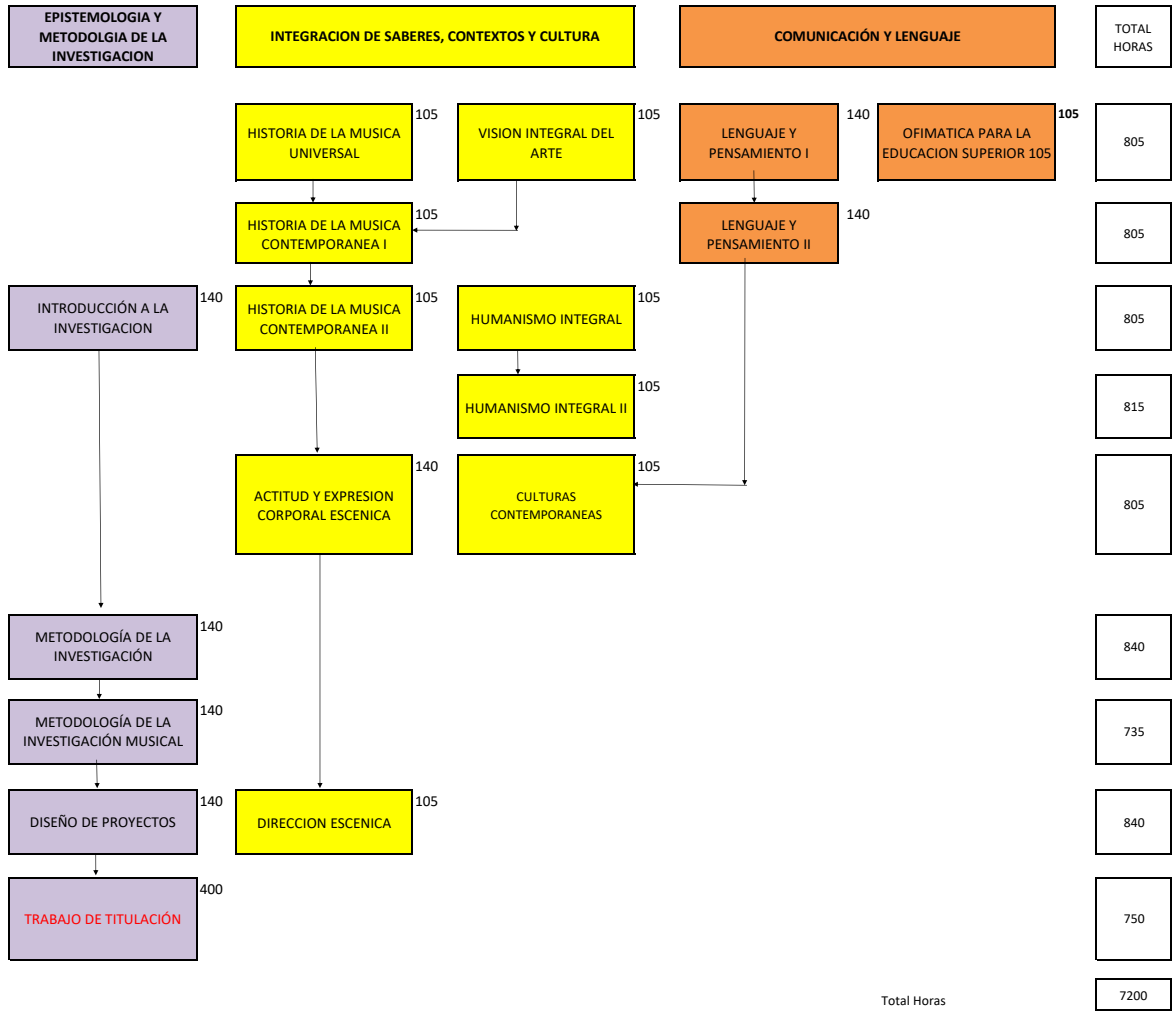 EPISTEMOLOGIA Y
METODOLGIA DE LA
INVESTIGACION
INTEGRACION DE SABERES, CONTEXTOS Y CULTURA
COMUNICACIÓN Y LENGUAJE
TOTAL
HORAS
HISTORIA DE LA MUSICA
UNIVERSAL
105
VISION INTEGRAL DEL
ARTE
105
LENGUAJE Y
PENSAMIENTO I
140
OFIMATICA PARA LA
EDUCACION SUPERIOR 105
105
805
HISTORIA DE LA MUSICA
CONTEMPORANEA I
105
LENGUAJE Y
PENSAMIENTO II
140
805
INTRODUCCIÓN A LA
INVESTIGACION
140
HISTORIA DE LA MUSICA
CONTEMPORANEA II
105
HUMANISMO INTEGRAL
105
805
HUMANISMO INTEGRAL II
105
815
ACTITUD Y EXPRESION
CORPORAL ESCENICA
140
CULTURAS
CONTEMPORANEAS
105
805
METODOLOGÍA DE LA
INVESTIGACIÓN
140
840
METODOLOGÍA DE LA
INVESTIGACIÓN MUSICAL
140
735
DISEÑO DE PROYECTOS
140
DIRECCION ESCENICA
105
840
TRABAJO DE TITULACIÓN
400
750
Total Horas
7200